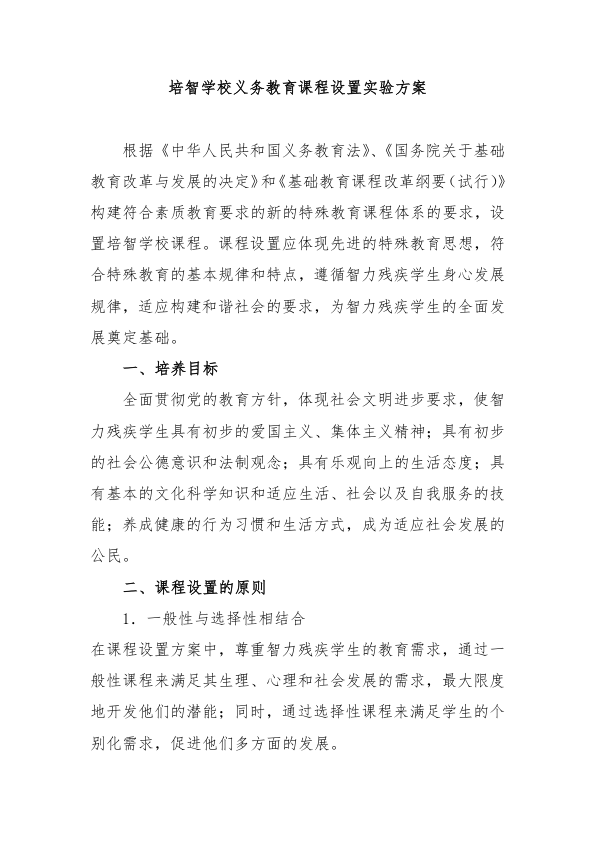 培智学校义务教育课程设置实验方案
根据《中华人民共和国义务教育法》、《国务院关于基础
教育改革与发展的决定》和《基础教育课程改革纲要（试行）》
构建符合素质教育要求的新的特殊教育课程体系的要求，设
置培智学校课程。课程设置应体现先进的特殊教育思想，符
合特殊教育的基本规律和特点，遵循智力残疾学生身心发展
规律，适应构建和谐社会的要求，为智力残疾学生的全面发
展奠定基础。
一、培养目标
全面贯彻党的教育方针，体现社会文明进步要求，使智
力残疾学生具有初步的爱国主义、集体主义精神；具有初步
的社会公德意识和法制观念；具有乐观向上的生活态度；具
有基本的文化科学知识和适应生活、社会以及自我服务的技
能；养成健康的行为习惯和生活方式，成为适应社会发展的
公民。
二、课程设置的原则
1．一般性与选择性相结合
在课程设置方案中，尊重智力残疾学生的教育需求，通过一
般性课程来满足其生理、心理和社会发展的需求，最大限度
地开发他们的潜能；同时，通过选择性课程来满足学生的个
别化需求，促进他们多方面的发展。